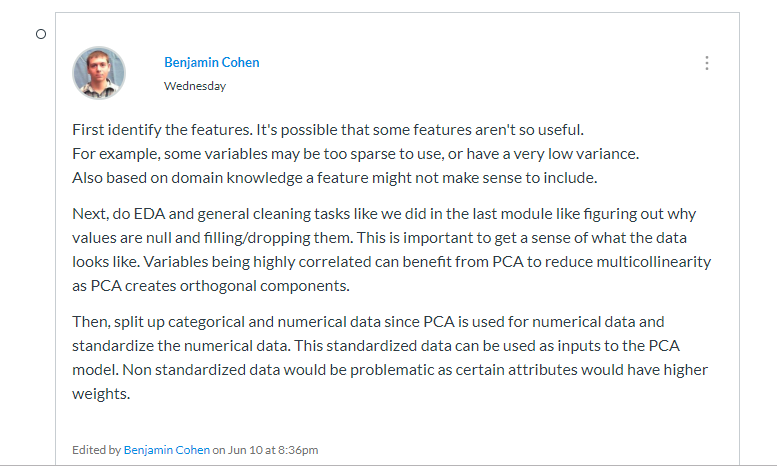 Benjamin Cohen
Wednesday
First identify the features. It's possible that some features aren't so useful.
For example, some variables may be too sparse to use, or have a very low variance.
Also based on domain knowledge a feature might not make sense to include.
Next, do EDA and general cleaning tasks like we did in the last module like figuring out why
values are null and filling/dropping them. This is important to get a sense of what the data
looks like. Variables being highly correlated can benefit from PCA to reduce multicollinearity
as PCA creates orthogonal components.
Then, split up categorical and numerical data since PCA is used for numerical data and
standardize the numerical data. This standardized data can be used as inputs to the PCA
model. Non standardized data would be problematic as certain attributes would have higher
weights.
Edited by Benjamin Cohen on Jun 10 at 8:36pm